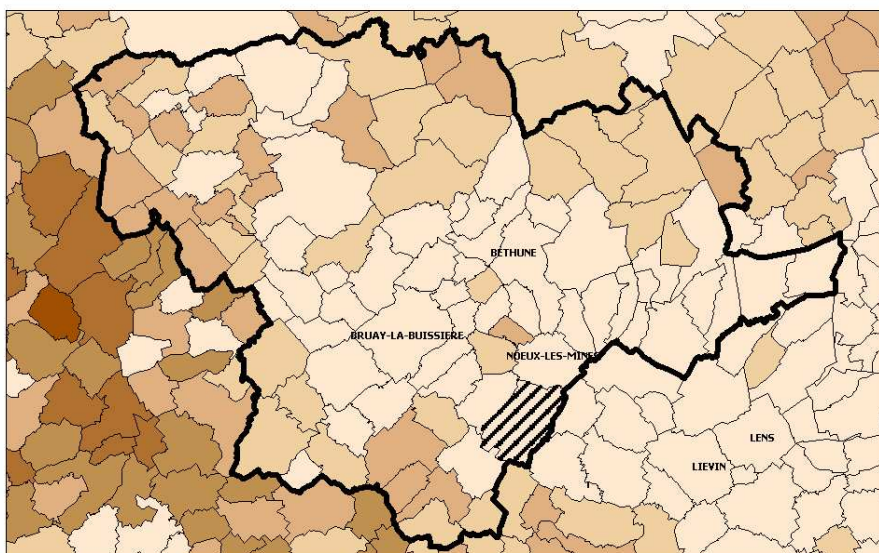 BETHUNE
BRUAY-LA-BUISSIERE
NOEUX-LES-MINES
LENS
LIEVIN